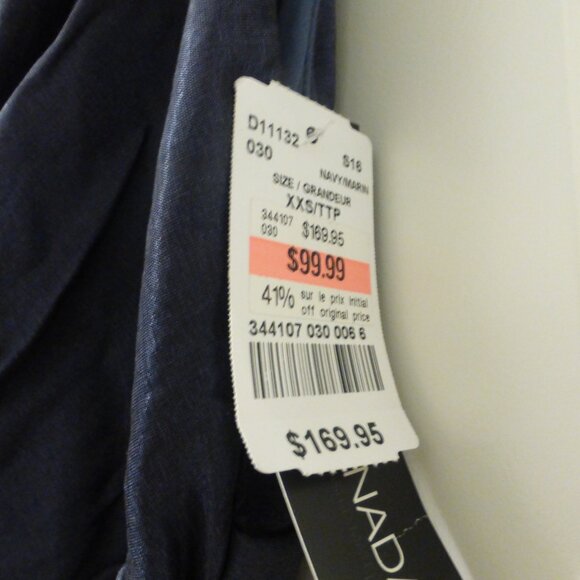 D11132
030 S16
NAVY/MARIN
SIZE / GRANDEUR
XXS/TTP
344107
030 $169.95
$99.99
41% sur le prix initial
off original price
344107 030 006 6
$169.95
NAD